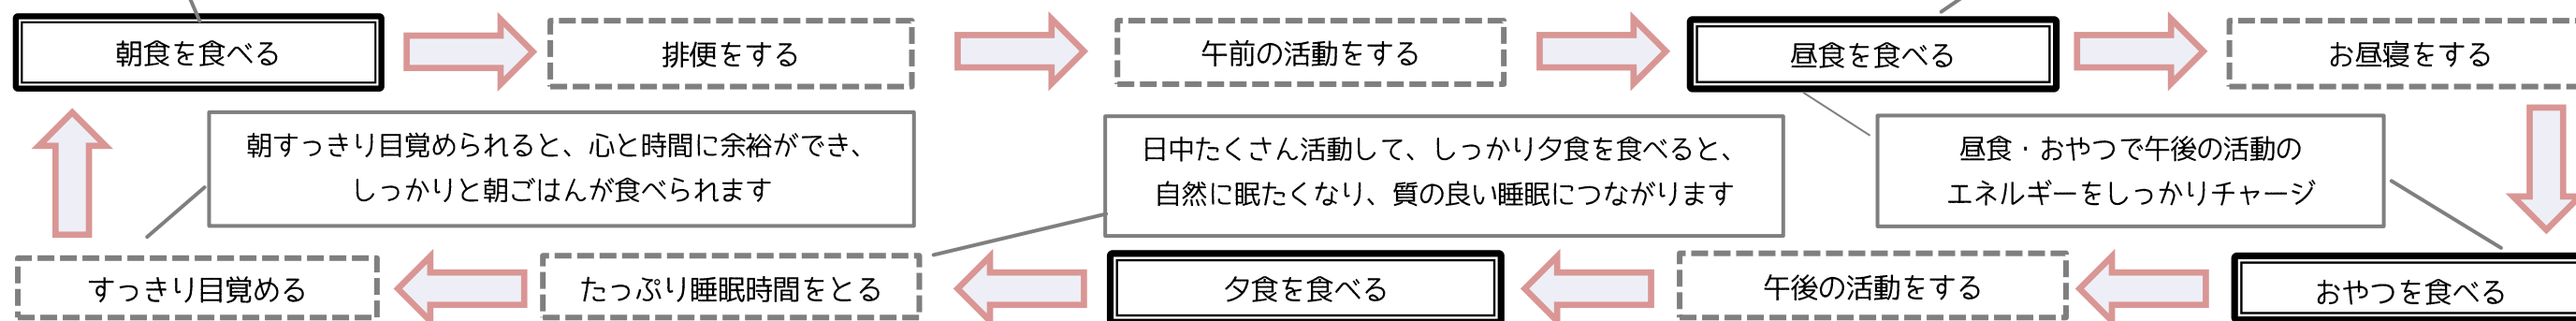 朝食を食べる
排便をする
午前の活動をする
昼食を食べる
お昼寝をする
朝すっきり目覚められると、心と時間に余裕ができ、
しっかりと朝ごはんが食べられます
日中たくさん活動して、しっかり夕食を食べると、
自然に眠たくなり、質の良い睡眠につながります
昼食・おやつで午後の活動の
エネルギーをしっかりチャージ
すっきり目覚める
たっぷり睡眠時間をとる
夕食を食べる
午後の活動をする
おやつを食べる